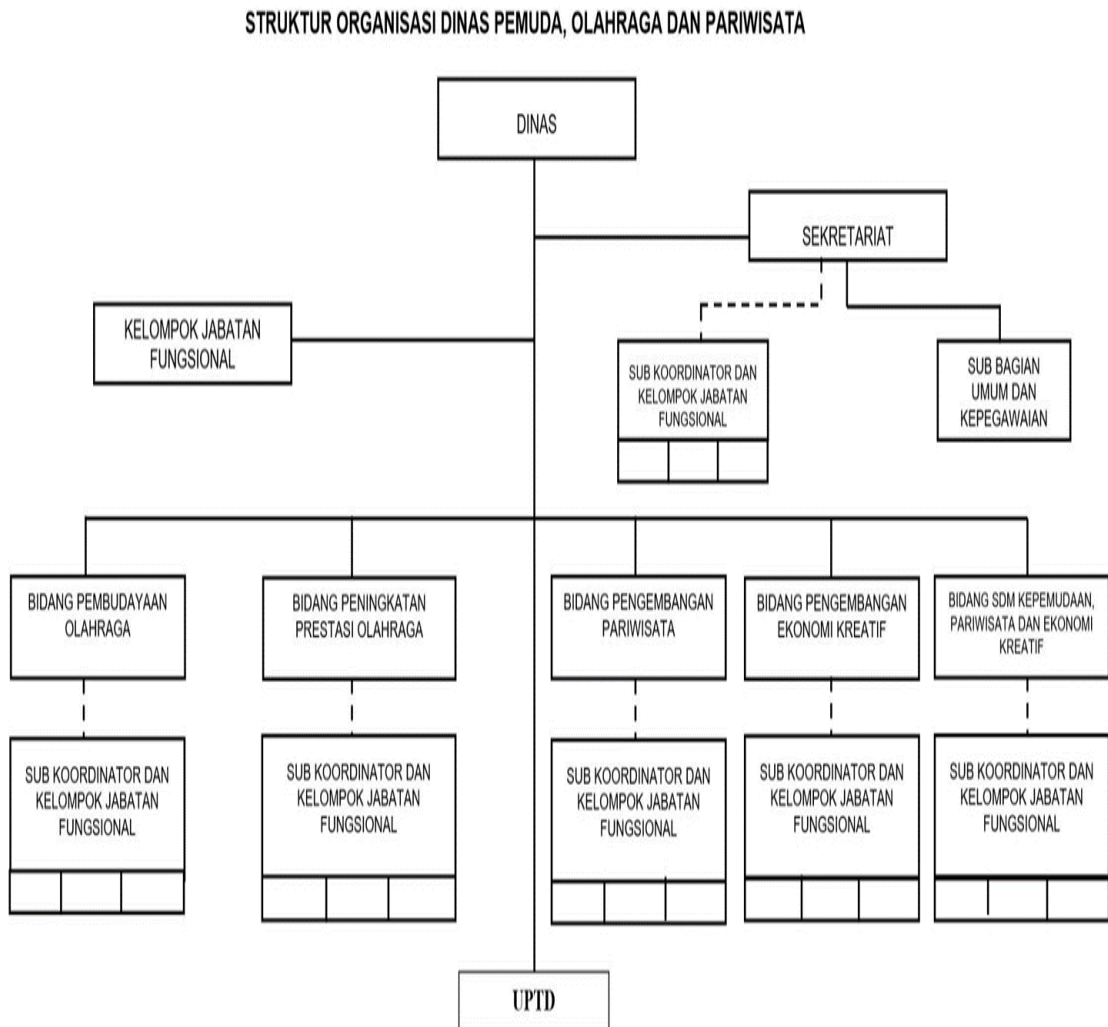 STRUKTUR ORGANISASI DINAS PEMUDA, OLAHRAGA DAN PARIWISATA
DINAS
SEKRETARIAT
KELOMPOK JABATAN
FUNGSIONAL
SUB KOORDINATOR DAN
KELOMPOK JABATAN
FUNGSIONAL
SUB BAGIAN
UMUM DAN
KEPEGAWAIAN
BIDANG PEMBUDAYAAN
OLAHRAGA
BIDANG PENINGKATAN
PRESTASI OLAHRAGA
BIDANG PENGEMBANGAN
PARIWISATA
BIDANG PENGEMBANGAN
EKONOMI KREATIF
BIDANG SDM KEPEMUDAAN,
PARIWISATA DAN EKONOMI
KREATIF
SUB KOORDINATOR DAN
KELOMPOK JABATAN
FUNGSIONAL
SUB KOORDINATOR DAN
KELOMPOK JABATAN
FUNGSIONAL
SUB KOORDINATOR DAN
KELOMPOK JABATAN
FUNGSIONAL
SUB KOORDINATOR DAN
KELOMPOK JABATAN
FUNGSIONAL
SUB KOORDINATOR DAN
KELOMPOK JABATAN
FUNGSIONAL
UPTD